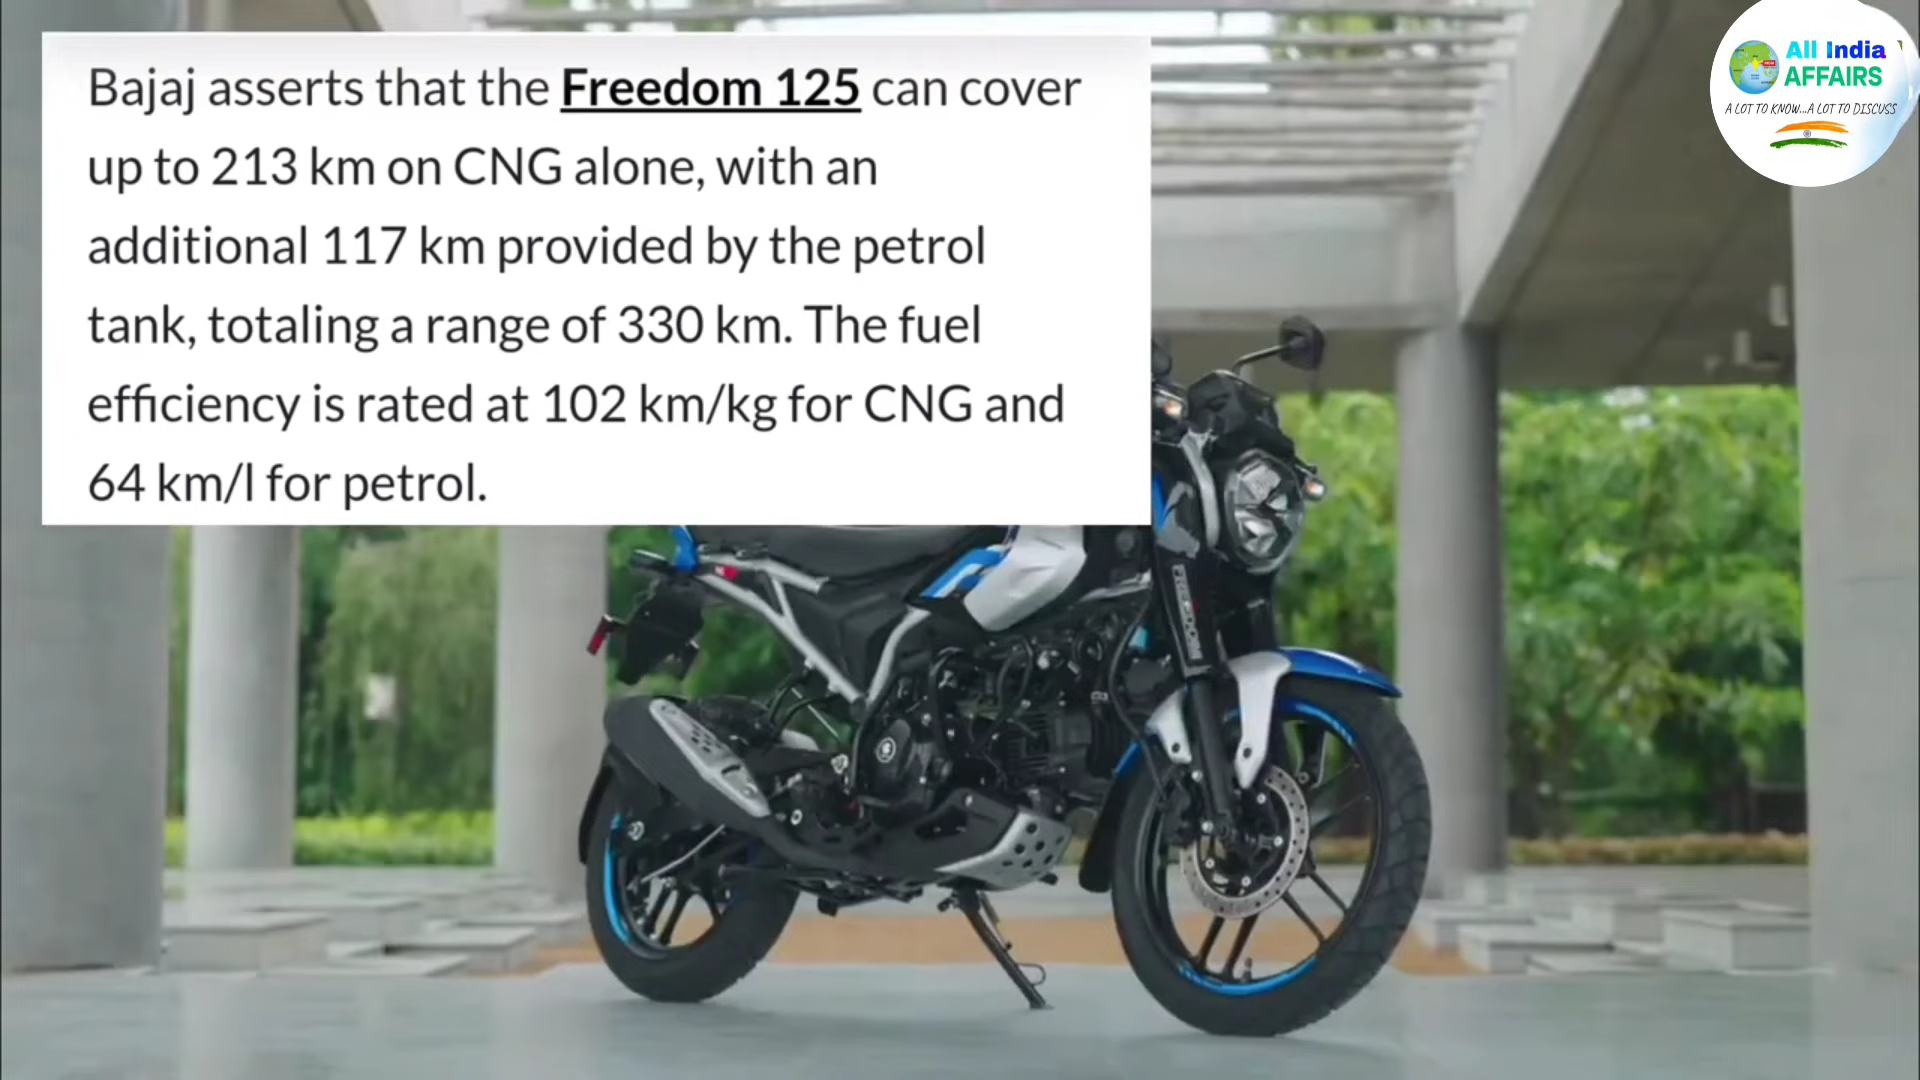 Bajaj asserts that the Freedom 125 can cover
up to 213 km on CNG alone, with an
additional 117 km provided by the petrol
tank, totaling a range of 330 km. The fuel
efficiency is rated at 102 km/kg for CNG and
64 km/l for petrol.
All India
AFFAIRS
A LOT TO KNOW...A LOT TO DISCUSS
FREEDOM